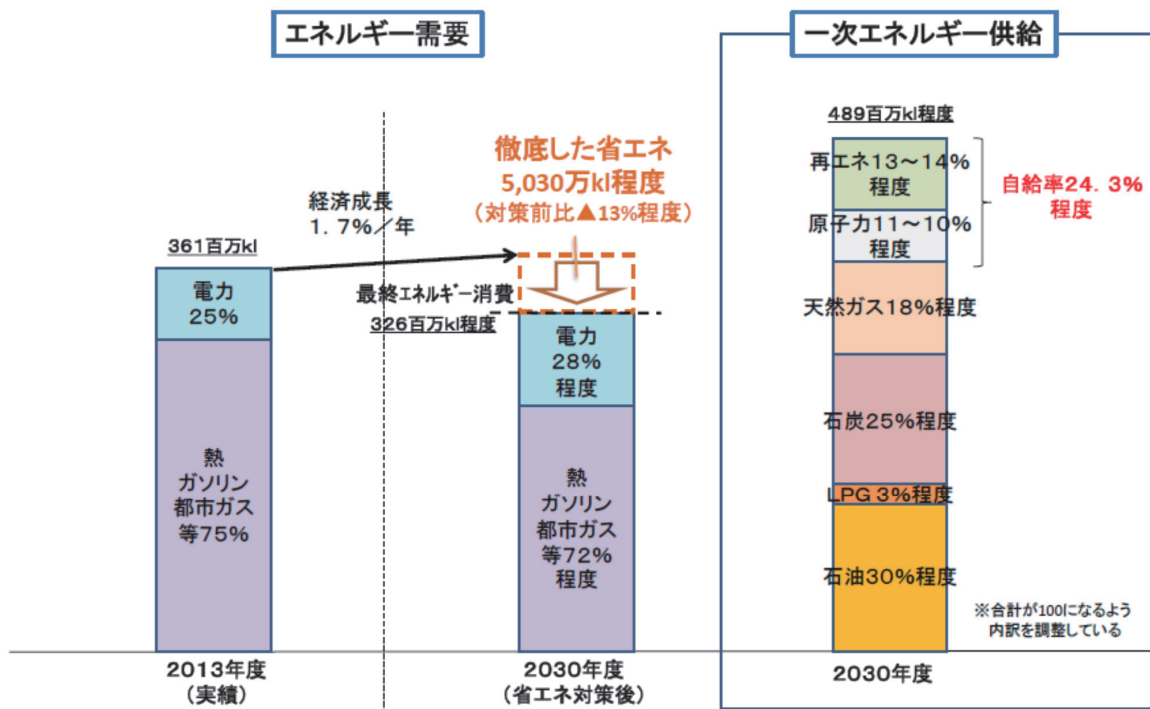 エネルギー需要
361百万kl
電力
25%
熱
ガソリン
都市ガス
等75%
2013年度
（実績）
経済成長
1．7%／年
徹底した省エネ
5,030万kl程度
（対策前比▲13%程度）
最終エネルギー消費
326百万kl程度
電力
28%
程度
熱
ガソリン
都市ガス
等72%
程度
2030年度
（省エネ対策後）
一次エネルギー供給
489百万kl程度
再エネ13～14%
程度
原子力11～10%
程度
自給率24．3%
程度
天然ガス18%程度
石炭25%程度
LPG 3%程度
石油30%程度
※合計が100になるよう
内訳を調整している
2030年度